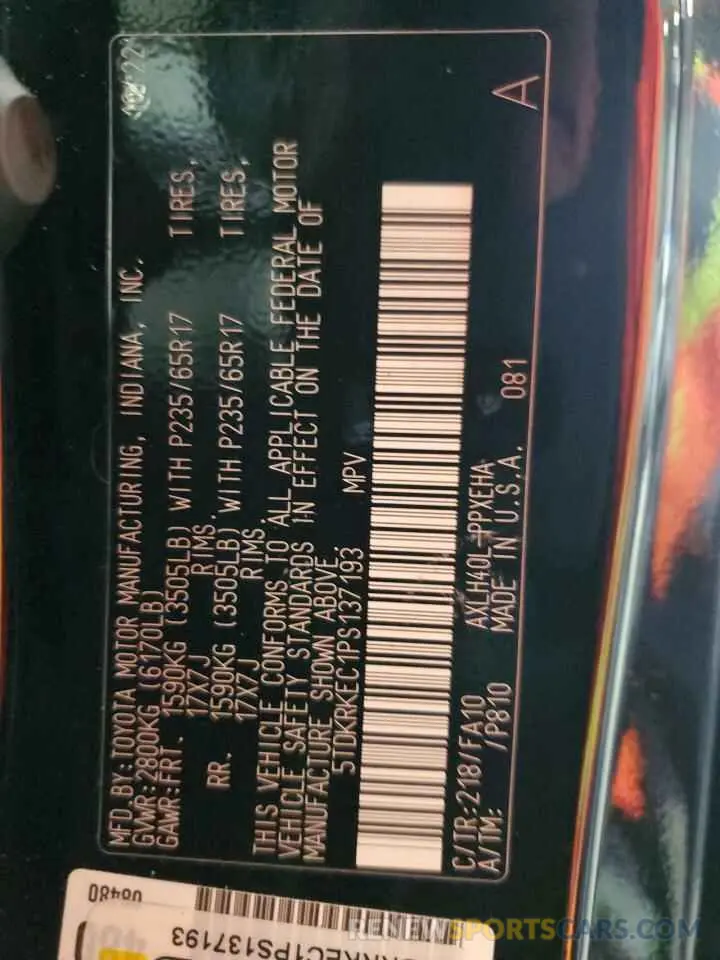 MFD.BY:TOYOTA MOTOR MANUFACTURING, INDIANA, INC.
GVWR:2800KG (6170LB)
GAWR:FRT. 1590KG (3505LB) WITH P235/65R17 TIRES,
17X7J RIMS.
RR. 1590KG (3505LB) WITH P235/65R17 TIRES,
17X7J RIMS.
THIS VEHICLE CONFORMS TO ALL APPLICABLE FEDERAL MOTOR
VEHICLE SAFETY STANDARDS IN EFFECT ON THE DATE OF
MANUFACTURE SHOWN ABOVE.
5TDKRKEC1PS137193 MPV
C/TR:218/FA10 AXLH40L-PPXEHA
A/TM: /P810 MADE IN U.S.A. 081
A
08480
RENEWSPORTSCARS.COM